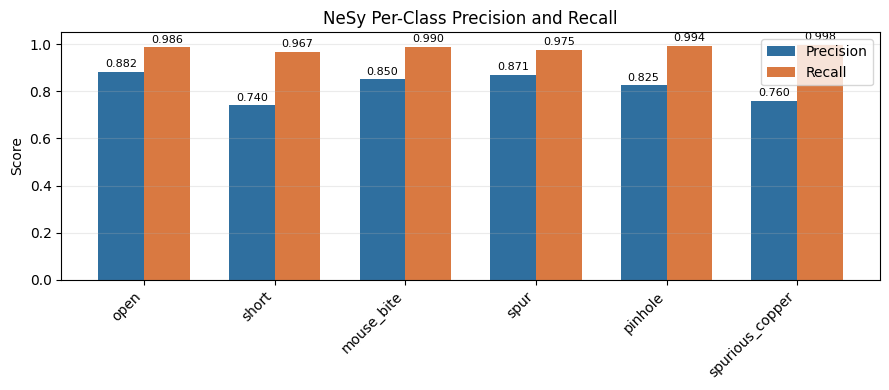 NeSy Per-Class Precision and Recall
Score
1.0
0.8
0.6
0.4
0.2
0.0
0.882
0.986
0.740
0.967
0.850
0.990
0.871
0.975
0.825
0.994
0.760
0.998
Precision
Recall
open
short
mouse_bite
spur
pinhole
spurious_copper